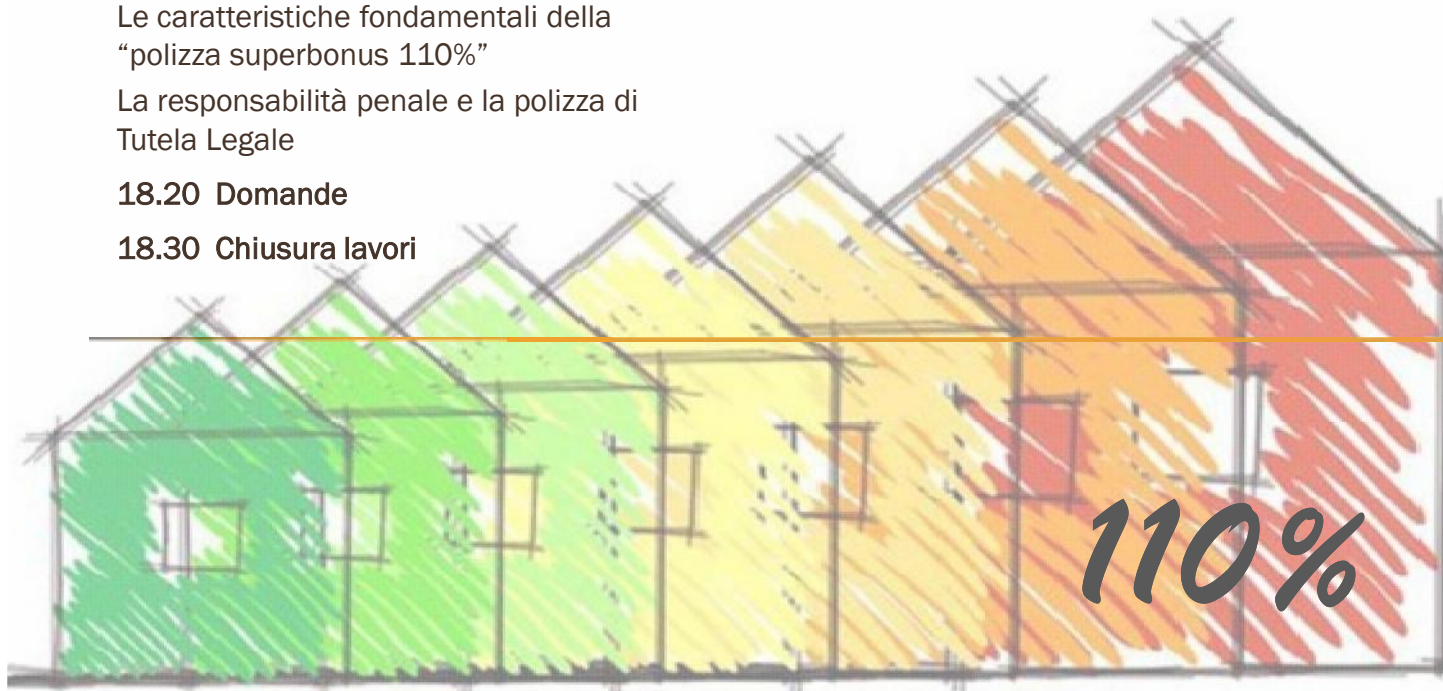 Le caratteristiche fondamentali della
“polizza superbonus 110%”
La responsabilità penale e la polizza di
Tutela Legale
18.20 Domande
18.30 Chiusura lavori
110%